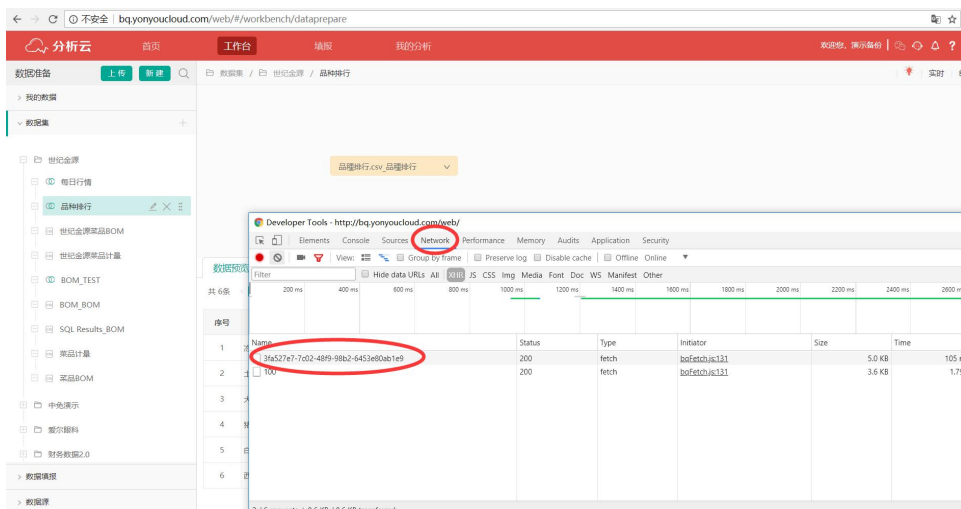 不安全 bq.yonyoucloud.com/web/#/workbench/dataprepare
分析云 首页 工作台 填报 我的分析 欢迎您, 演示备份 ?
数据准备 上传 新建 数据集 / 世纪金源 / 品种排行 实时
> 我的数据
数据集 +
世纪金源
品種排行.csv_品種排行
每日行情
品种排行
世纪金源菜品BOM
世纪金源菜品计量
BOM_TEST
BOM_BOM
SQL Results_BOM
菜品计量
菜品BOM
中免演示
爱尔眼科
财务数据2.0
> 数据填报
> 数据源
数据预览
共 6条
序号
1
2
3
4
5
6
Developer Tools - http://bq.yonyoucloud.com/web/
Elements Console Sources Network Performance Memory Audits Application Security
View: Group by frame Preserve log Disable cache Offline Online
Filter Hide data URLs All XHR JS CSS Img Media Font Doc WS Manifest Other
200 ms 400 ms 600 ms 800 ms 1000 ms 1200 ms 1400 ms 1600 ms 1800 ms 2000 ms 2200 ms 2400 ms 2600 m
Name Status Type Initiator Size Time
3fa527e7-7c02-48f9-98b2-6453e80ab1e9 200 fetch bqFetch.js:131 5.0 KB 105 m
100 200 fetch bqFetch.js:131 3.6 KB 1.79